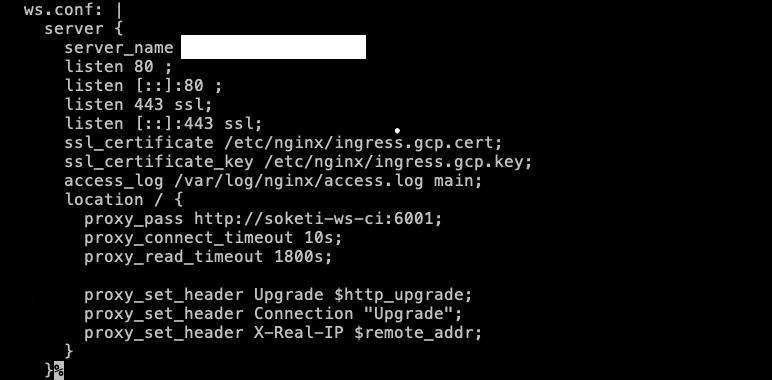 ws.conf: |
server {
server_name
listen 80 ;
listen [::]:80 ;
listen 443 ssl;
listen [::]:443 ssl;
ssl_certificate /etc/nginx/ingress.gcp.cert;
ssl_certificate_key /etc/nginx/ingress.gcp.key;
access_log /var/log/nginx/access.log main;
location / {
proxy_pass http://soketi-ws-ci:6001;
proxy_connect_timeout 10s;
proxy_read_timeout 1800s;
proxy_set_header Upgrade $http_upgrade;
proxy_set_header Connection "Upgrade";
proxy_set_header X-Real-IP $remote_addr;
}
}%